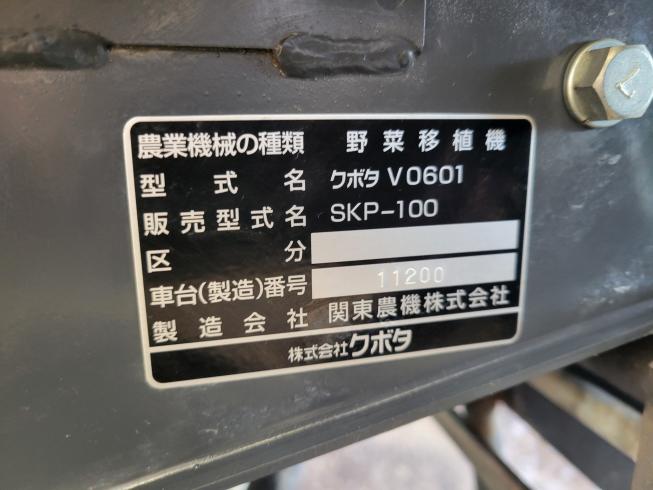 農業機械の種類 野菜移植機
型式名 クボタ V0601
販売型式名 SKP-100
区分
車台(製造)番号 11200
製造会社 関東農機株式会社
株式会社クボタ